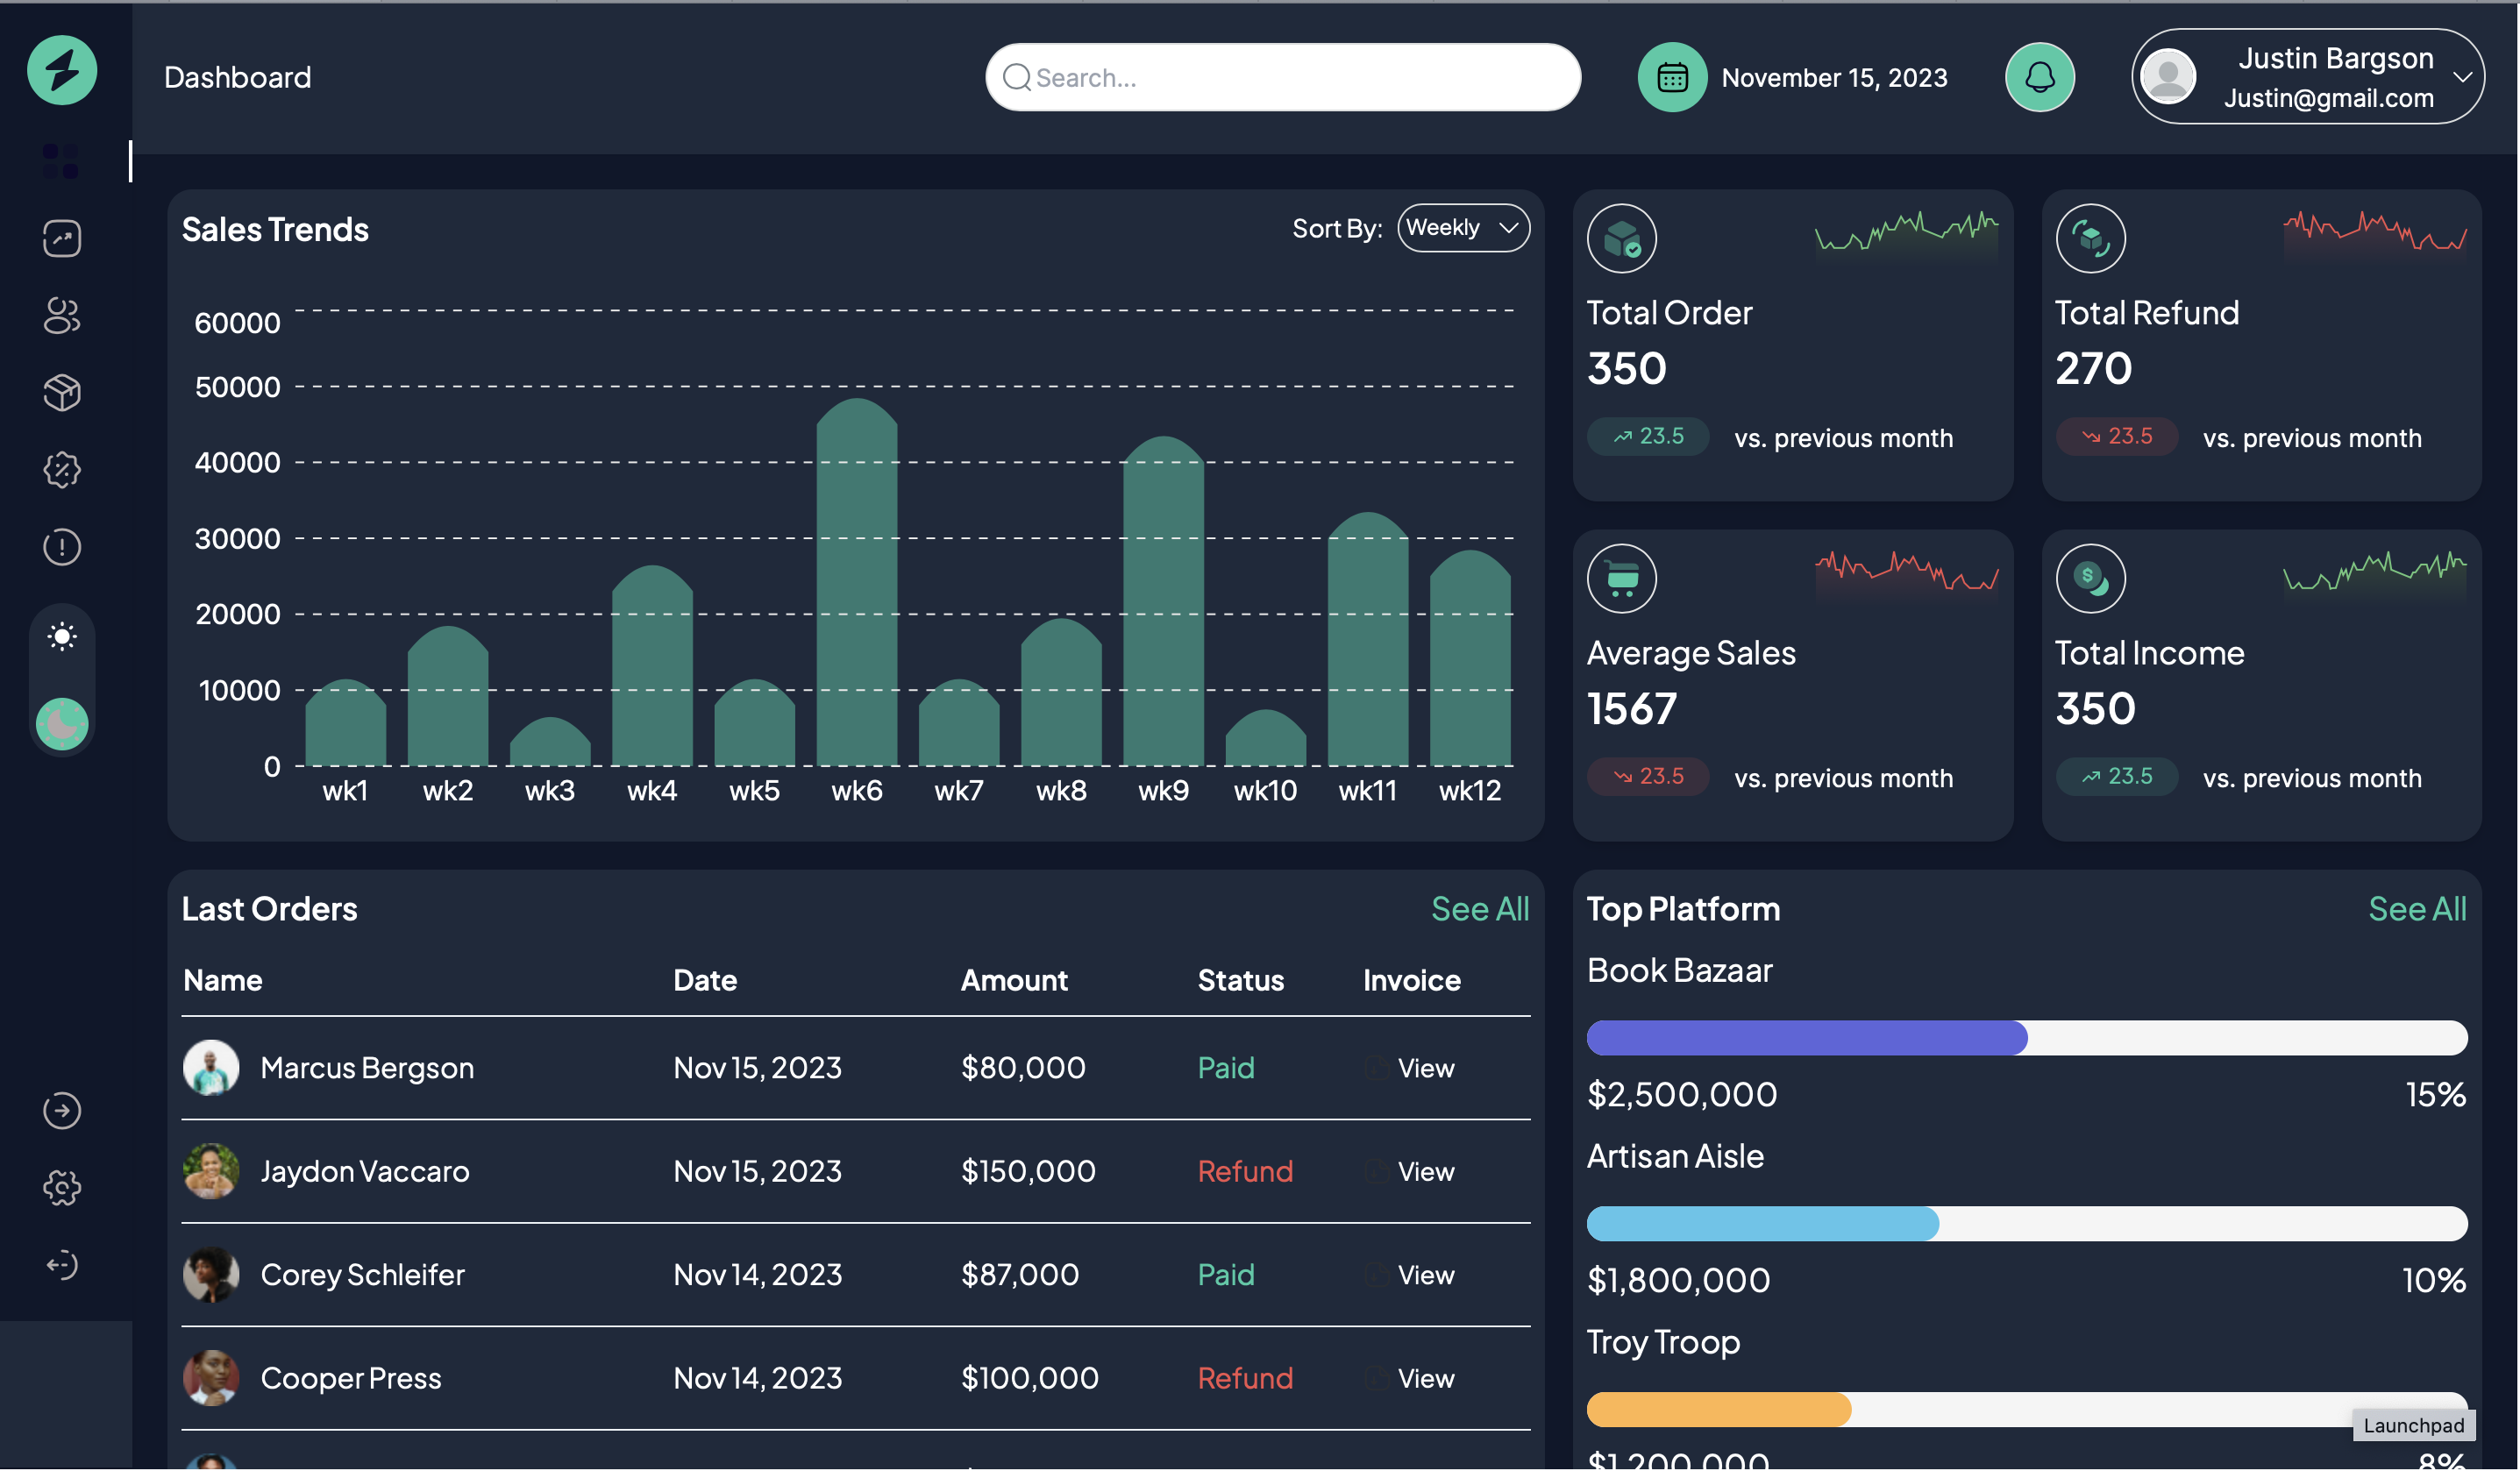 Dashboard
Search...
November 15, 2023
Justin Bargson
Justin@gmail.com
Sales Trends
Sort By:
Weekly
60000
50000
40000
30000
20000
10000
0
wk1 wk2 wk3 wk4 wk5 wk6 wk7 wk8 wk9 wk10 wk11 wk12
Total Order
350
23.5 vs. previous month
Total Refund
270
23.5 vs. previous month
Average Sales
1567
23.5 vs. previous month
Total Income
350
23.5 vs. previous month
Last Orders
See All
Name Date Amount Status Invoice
Marcus Bergson Nov 15, 2023 $80,000 Paid View
Jaydon Vaccaro Nov 15, 2023 $150,000 Refund View
Corey Schleifer Nov 14, 2023 $87,000 Paid View
Cooper Press Nov 14, 2023 $100,000 Refund View
Top Platform
See All
Book Bazaar
$2,500,000 15%
Artisan Aisle
$1,800,000 10%
Troy Troop
Launchpad
$1,200,000 8%